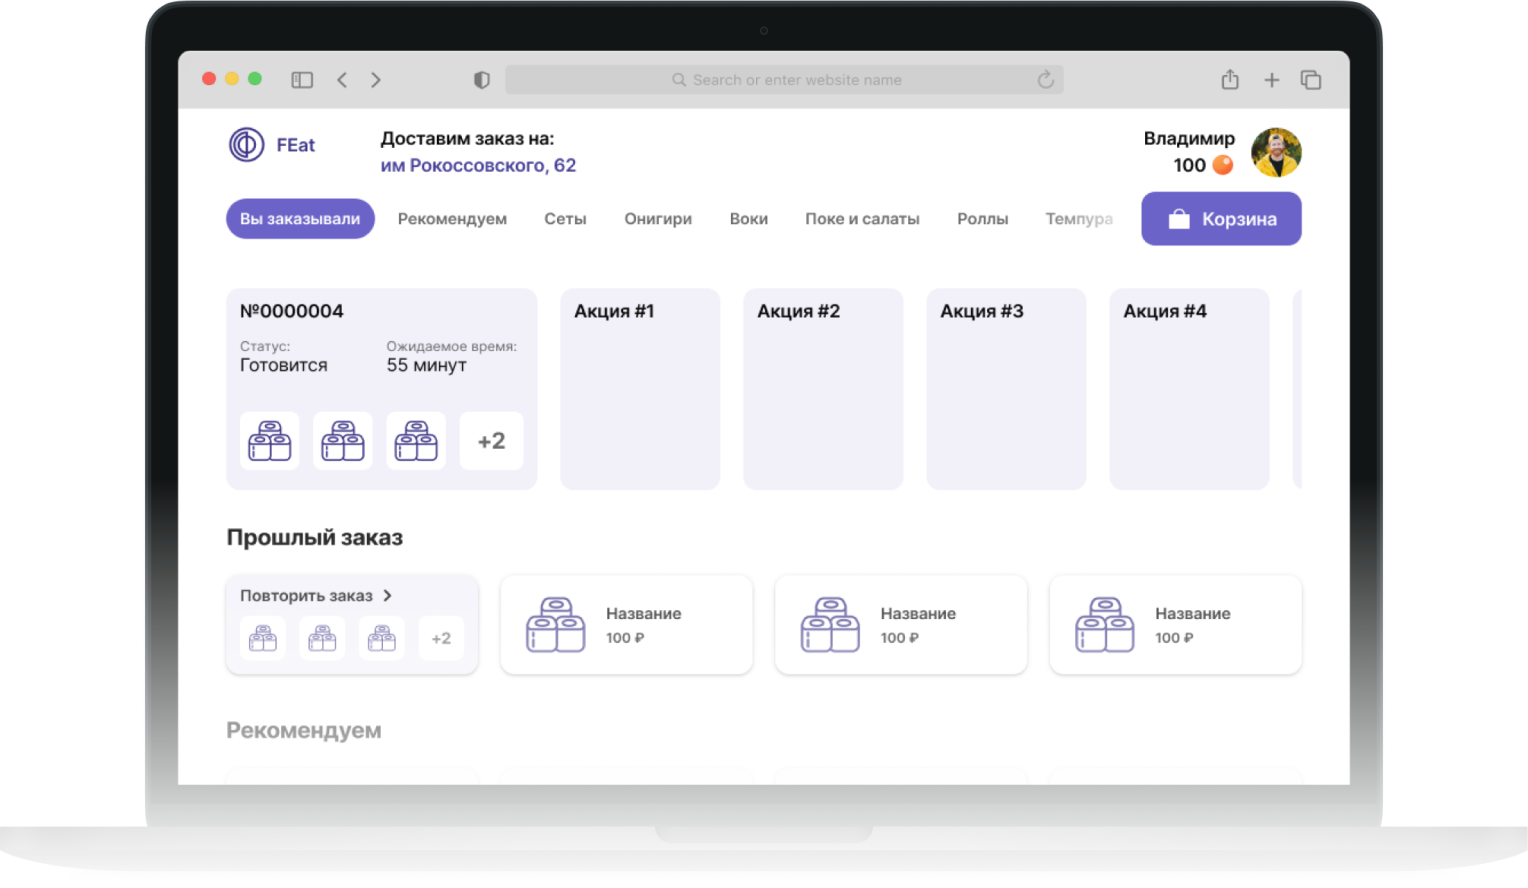 Search or enter website name
FEat
Доставим заказ на:
им Рокоссовского, 62
Владимир
100
Вы заказывали
Рекомендуем
Сеты
Онигири
Воки
Поке и салаты
Роллы
Темпура
Корзина
№0000004
Статус:
Готовится
Ожидаемое время:
55 минут
+2
Акция #1
Акция #2
Акция #3
Акция #4
Прошлый заказ
Повторить заказ
+2
Название
100 ₽
Название
100 ₽
Название
100 ₽
Рекомендуем